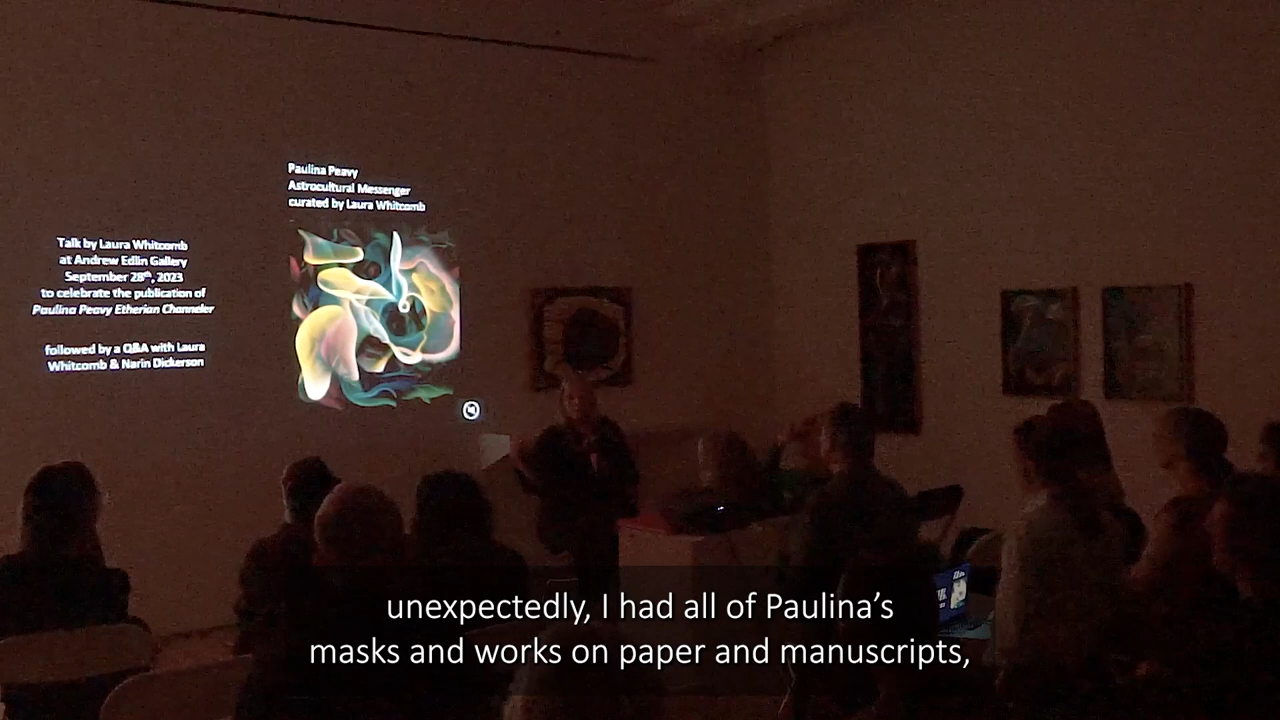 Paulina Peavy
Astrocultural Messenger
curated by Laura Whitcomb
Talk by Laura Whitcomb
at Andrew Edlin Gallery
September 28th, 2023
to celebrate the publication of
Paulina Peavy Etherian Channeler
followed by a Q&A with Laura
Whitcomb & Narin Dickerson
unexpectedly, I had all of Paulina’s
masks and works on paper and manuscripts,